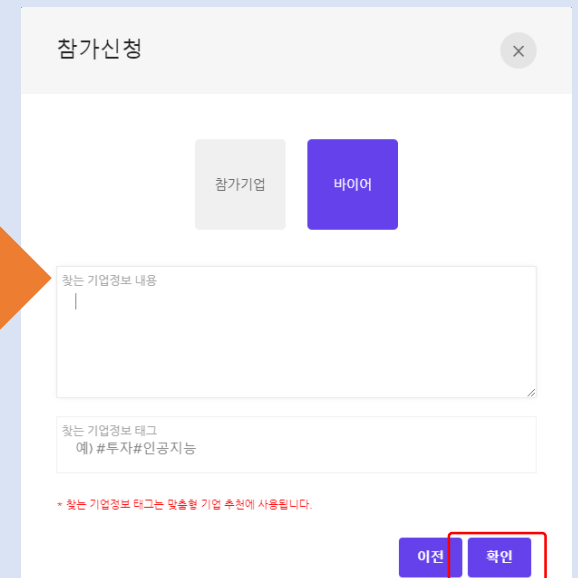 참가신청
참가기업
바이어
찾는 기업정보 내용
찾는 기업정보 태그
예) #투자#인공지능
* 찾는 기업정보 태그는 맞춤형 기업 추천에 사용됩니다.
이전
확인